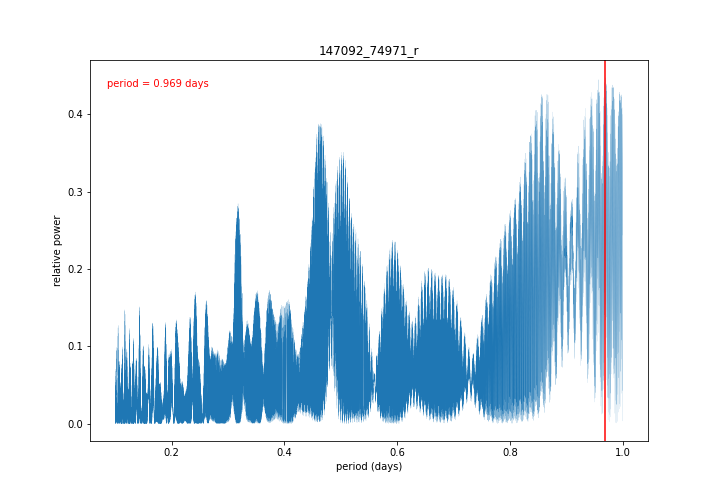 147092_74971_r
period = 0.969 days
relative power
0.4
0.3
0.2
0.1
0.0
0.2 0.4 0.6 0.8 1.0
period (days)